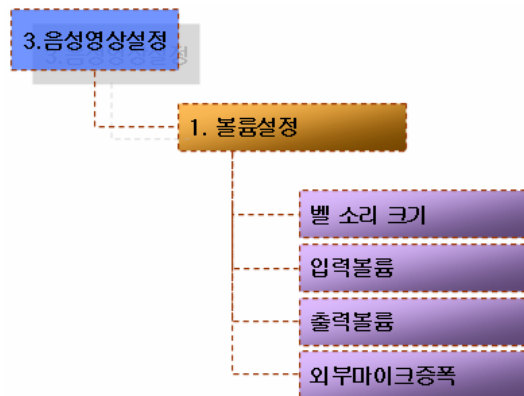 3.음성영상설정
1. 볼륨설정
벨 소리 크기
입력볼륨
출력볼륨
외부마이크증폭